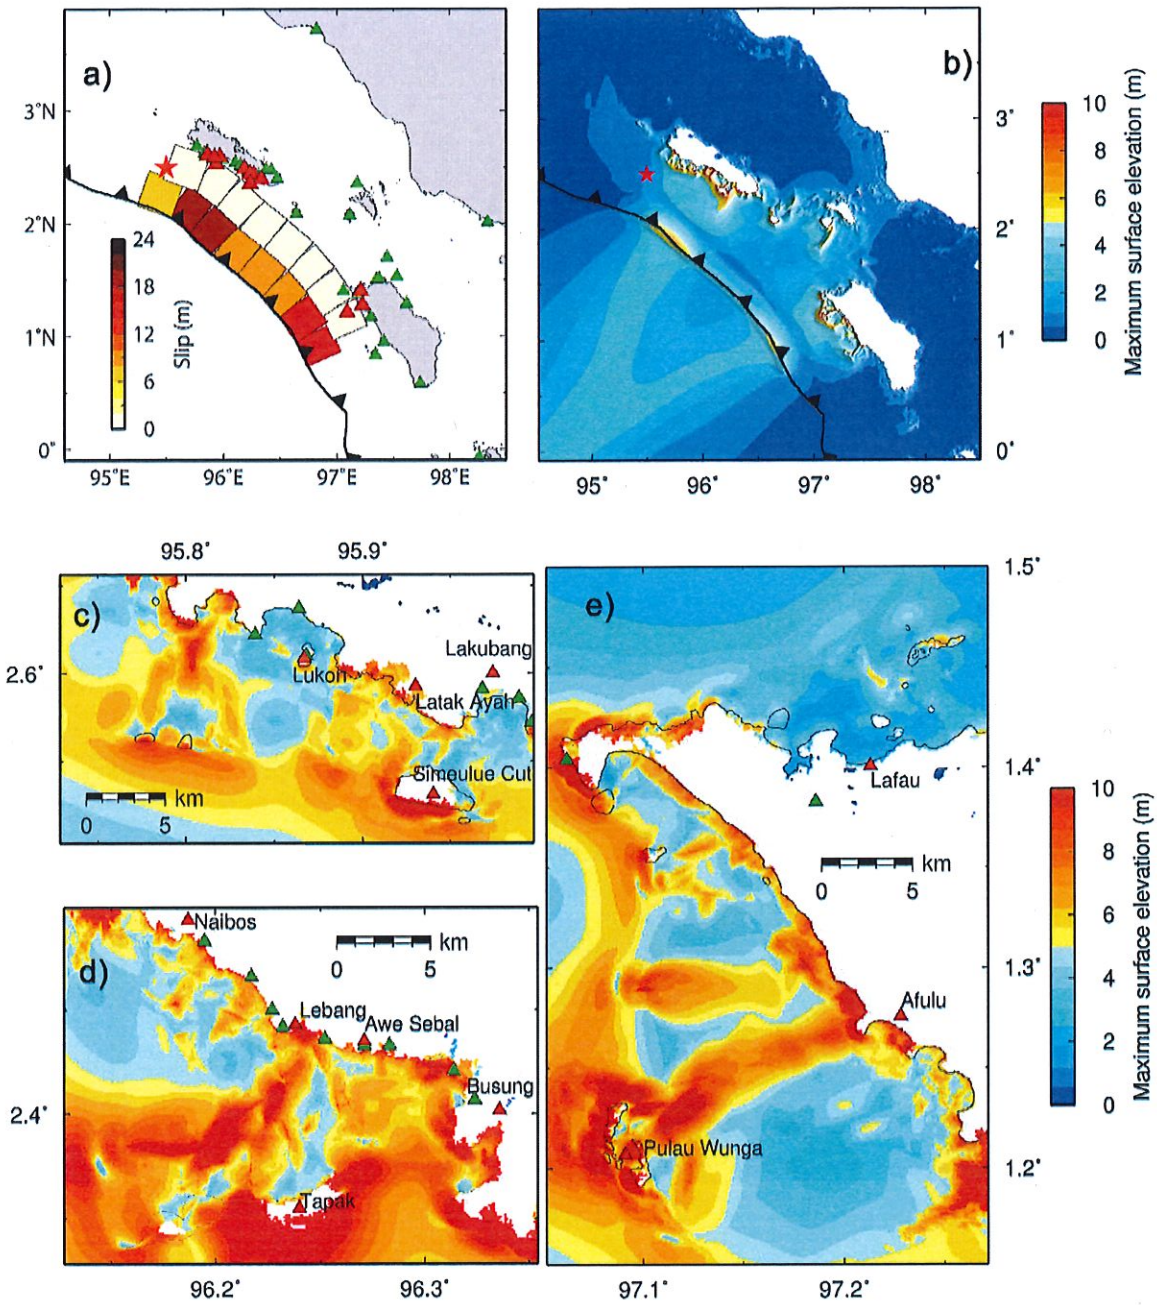 a)
3°N
2°N
1°N
0°
95°E
96°E
97°E
98°E
24
18
12
6
0
Slip (m)
b)
3°
2°
1°
0°
95°
96°
97°
98°
10
8
6
4
2
0
Maximum surface elevation (m)
95.8°
95.9°
c)
2.6°
Lakubang
Lukon
Latak Ayah
Simeulue Cut
km
0
5
d)
Naibos
km
0
5
Lebang
Awe Sebal
Busung
Tapak
2.4°
96.2°
96.3°
e)
Lafau
km
0
5
Afulu
Pulau Wunga
1.5°
1.4°
1.3°
1.2°
97.1°
97.2°
10
8
6
4
2
0
Maximum surface elevation (m)